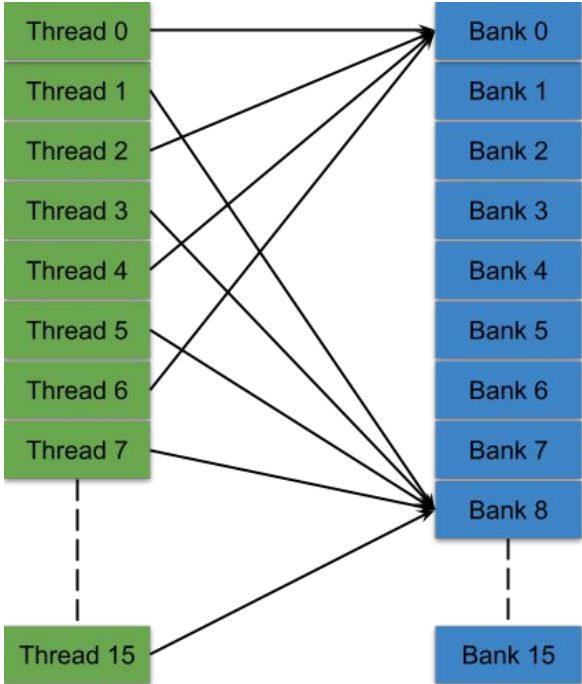 Thread 0
Thread 1
Thread 2
Thread 3
Thread 4
Thread 5
Thread 6
Thread 7
Thread 15
Bank 0
Bank 1
Bank 2
Bank 3
Bank 4
Bank 5
Bank 6
Bank 7
Bank 8
Bank 15